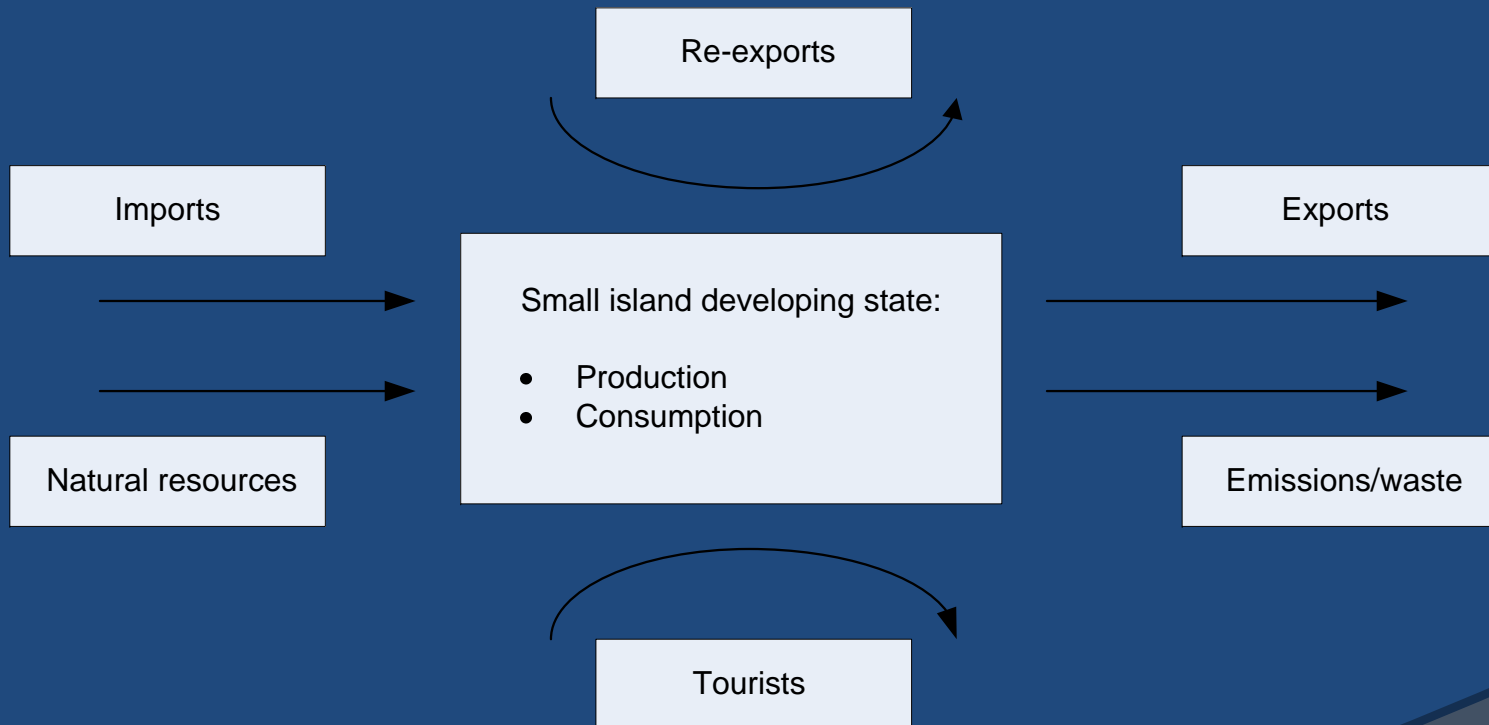 Re-exports
Imports
Exports
Small island developing state:
• Production
• Consumption
Natural resources
Emissions/waste
Tourists